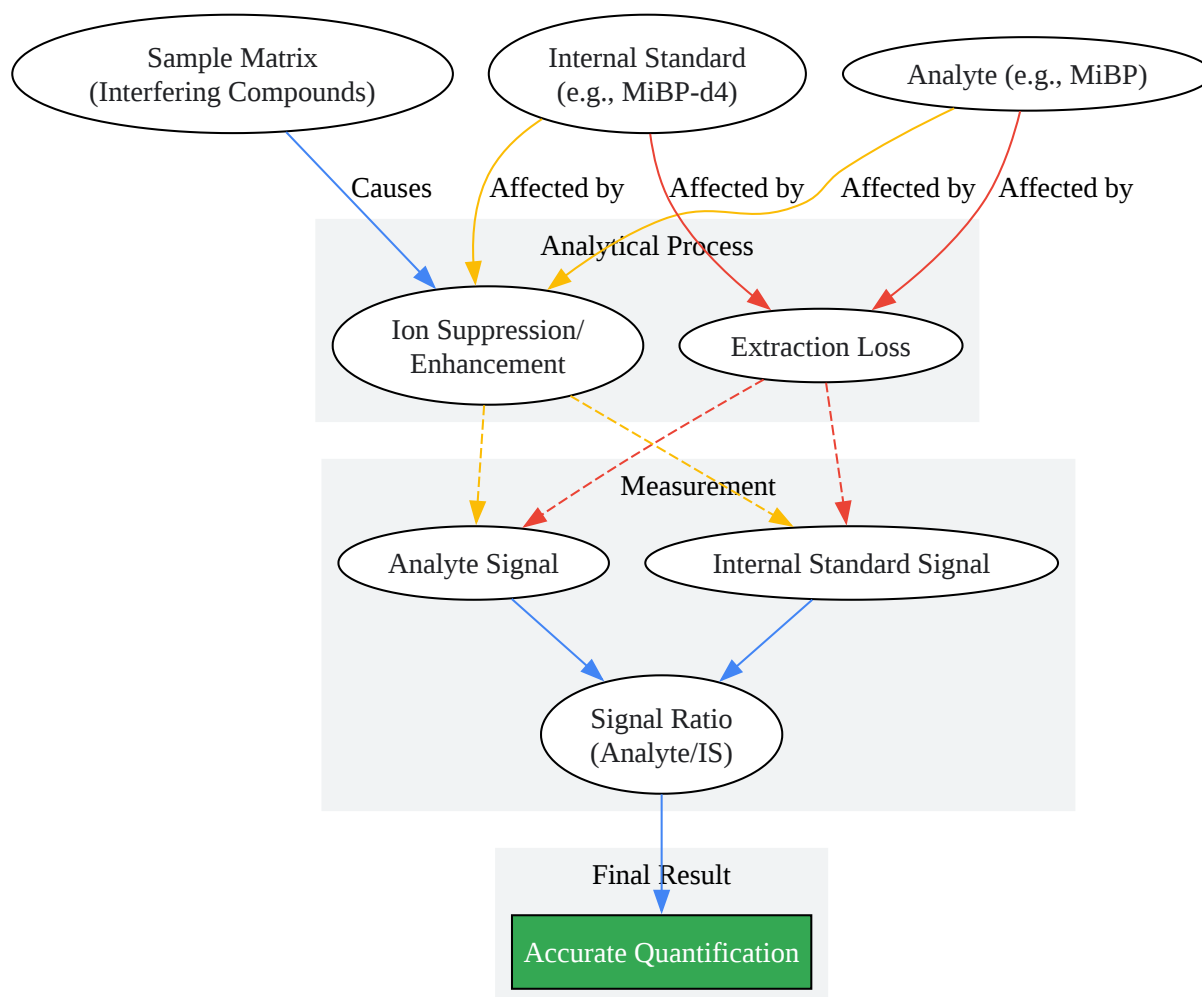 Sample Matrix
(Interfering Compounds)
Internal Standard
(e.g., MiBP-d4)
Analyte (e.g., MiBP)
Causes
Affected by
Affected by
Affected by
Affected by
Analytical Process
Ion Suppression/
Enhancement
Extraction Loss
Measurement
Analyte Signal
Internal Standard Signal
Signal Ratio
(Analyte/IS)
Final Result
Accurate Quantification